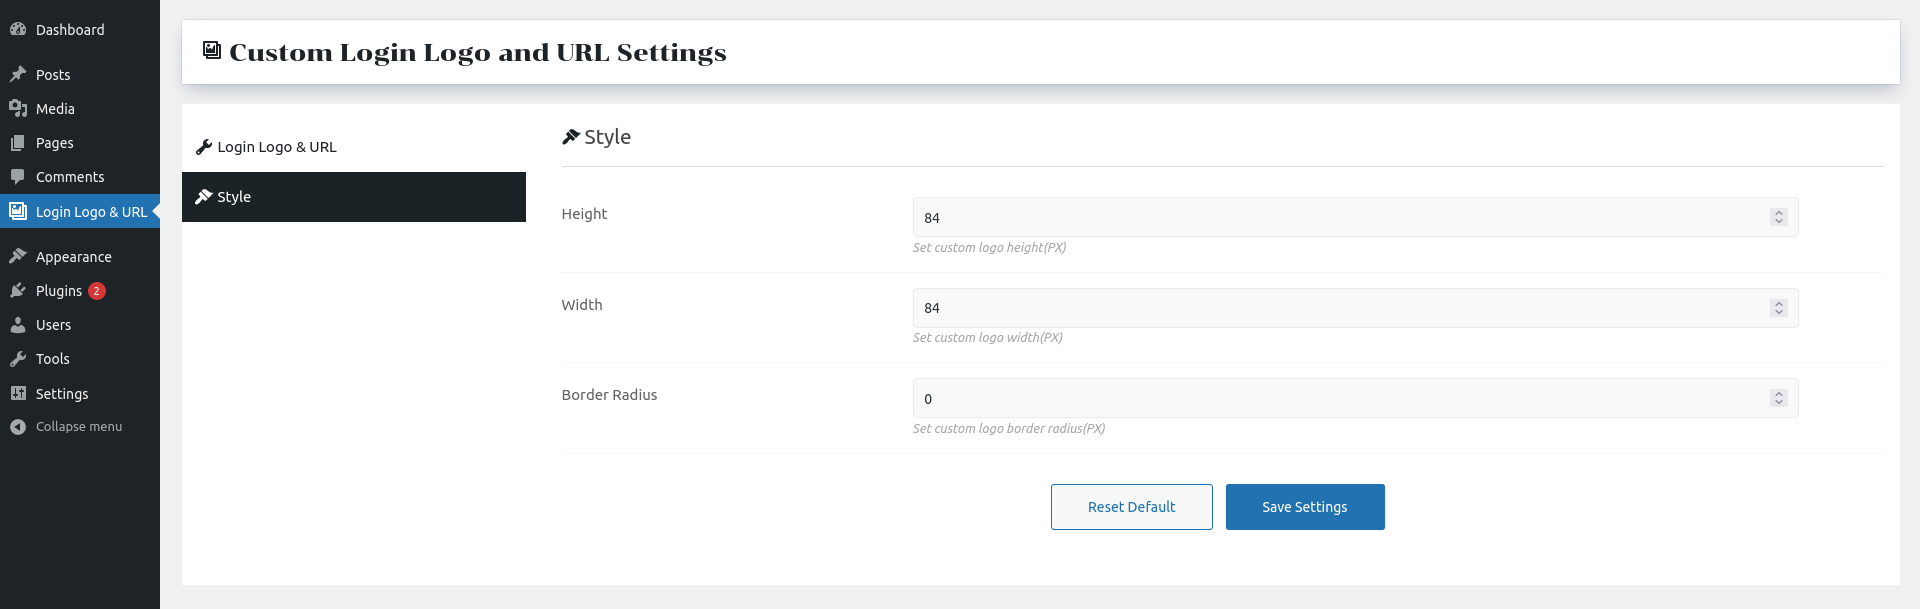 Dashboard
Posts
Media
Pages
Comments
Login Logo & URL
Appearance
Plugins 2
Users
Tools
Settings
Collapse menu
Custom Login Logo and URL Settings
Login Logo & URL
Style
Style
Height
84
Set custom logo height(PX)
Width
84
Set custom logo width(PX)
Border Radius
0
Set custom logo border radius(PX)
Reset Default
Save Settings